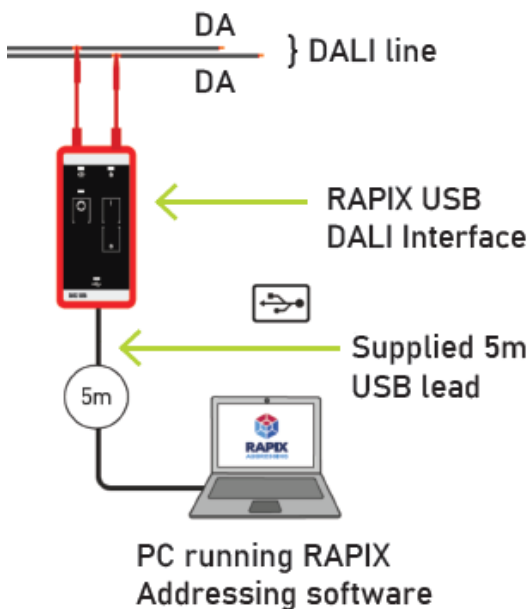 DA
DA
} DALI line
RAPIX USB
DALI Interface
Supplied 5m
USB lead
5m
RAPIX
ADDRESSING
PC running RAPIX
Addressing software